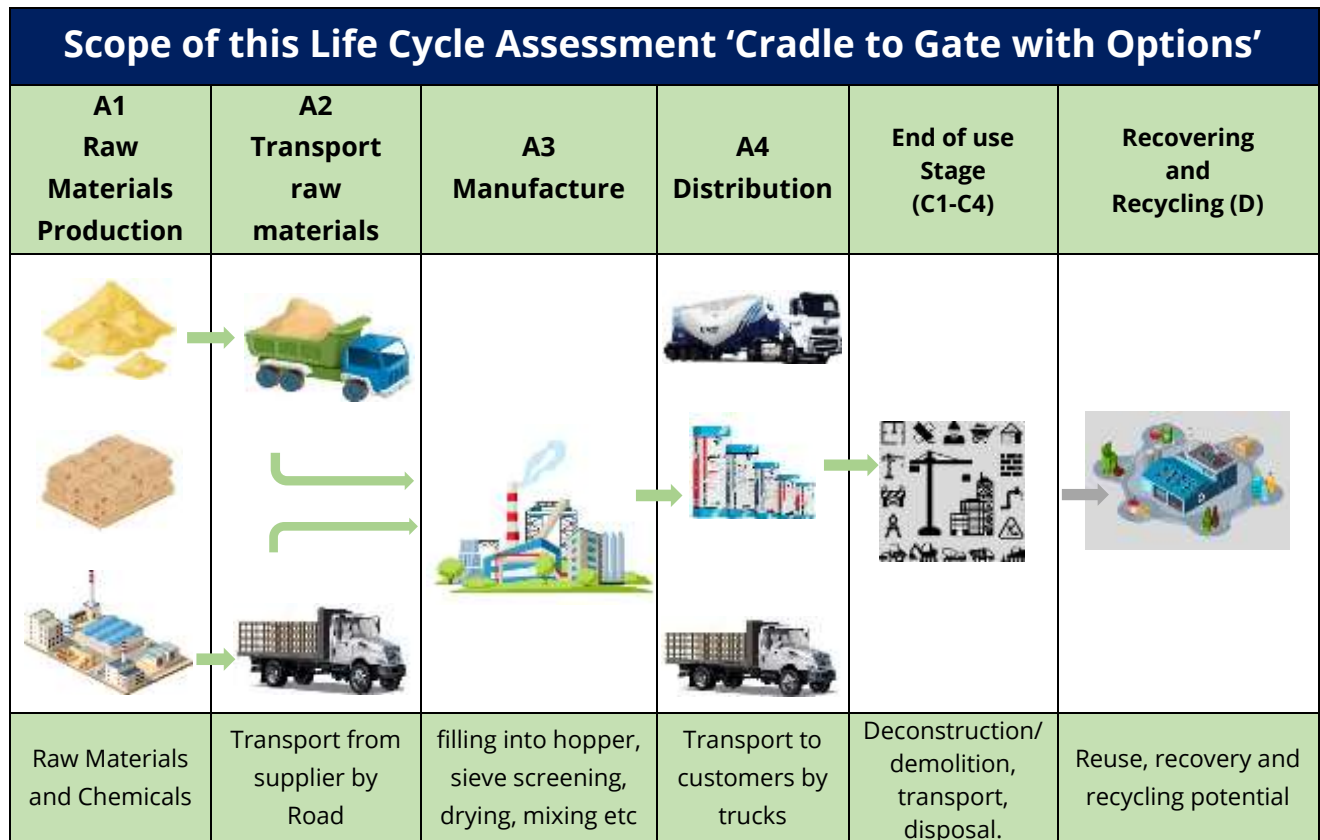 Scope of this Life Cycle Assessment ‘Cradle to Gate with Options’
A1
Raw
Materials
Production
A2
Transport
raw
materials
A3
Manufacture
A4
Distribution
End of use
Stage
(C1-C4)
Recovering
and
Recycling (D)
Raw Materials
and Chemicals
Transport from
supplier by
Road
filling into hopper,
sieve screening,
drying, mixing etc
Transport to
customers by
trucks
Deconstruction/
demolition,
transport,
disposal.
Reuse, recovery and
recycling potential